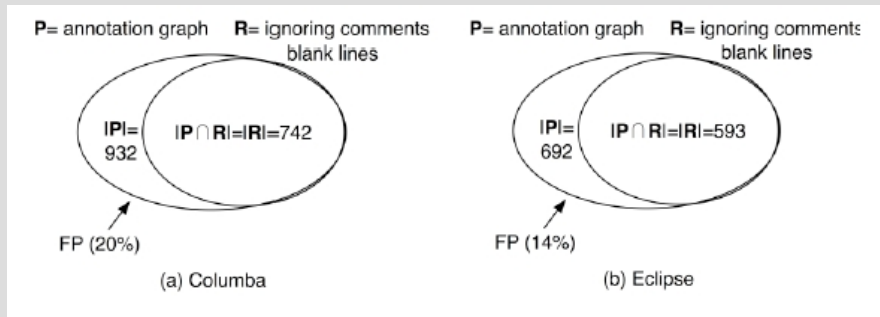 P= annotation graph R= ignoring comments
blank lines
|P|=
932
|P∩R|=|R|=742
FP (20%)
(a) Columba
P= annotation graph R= ignoring comments
blank lines
|P|=
692
|P∩R|=|R|=593
FP (14%)
(b) Eclipse